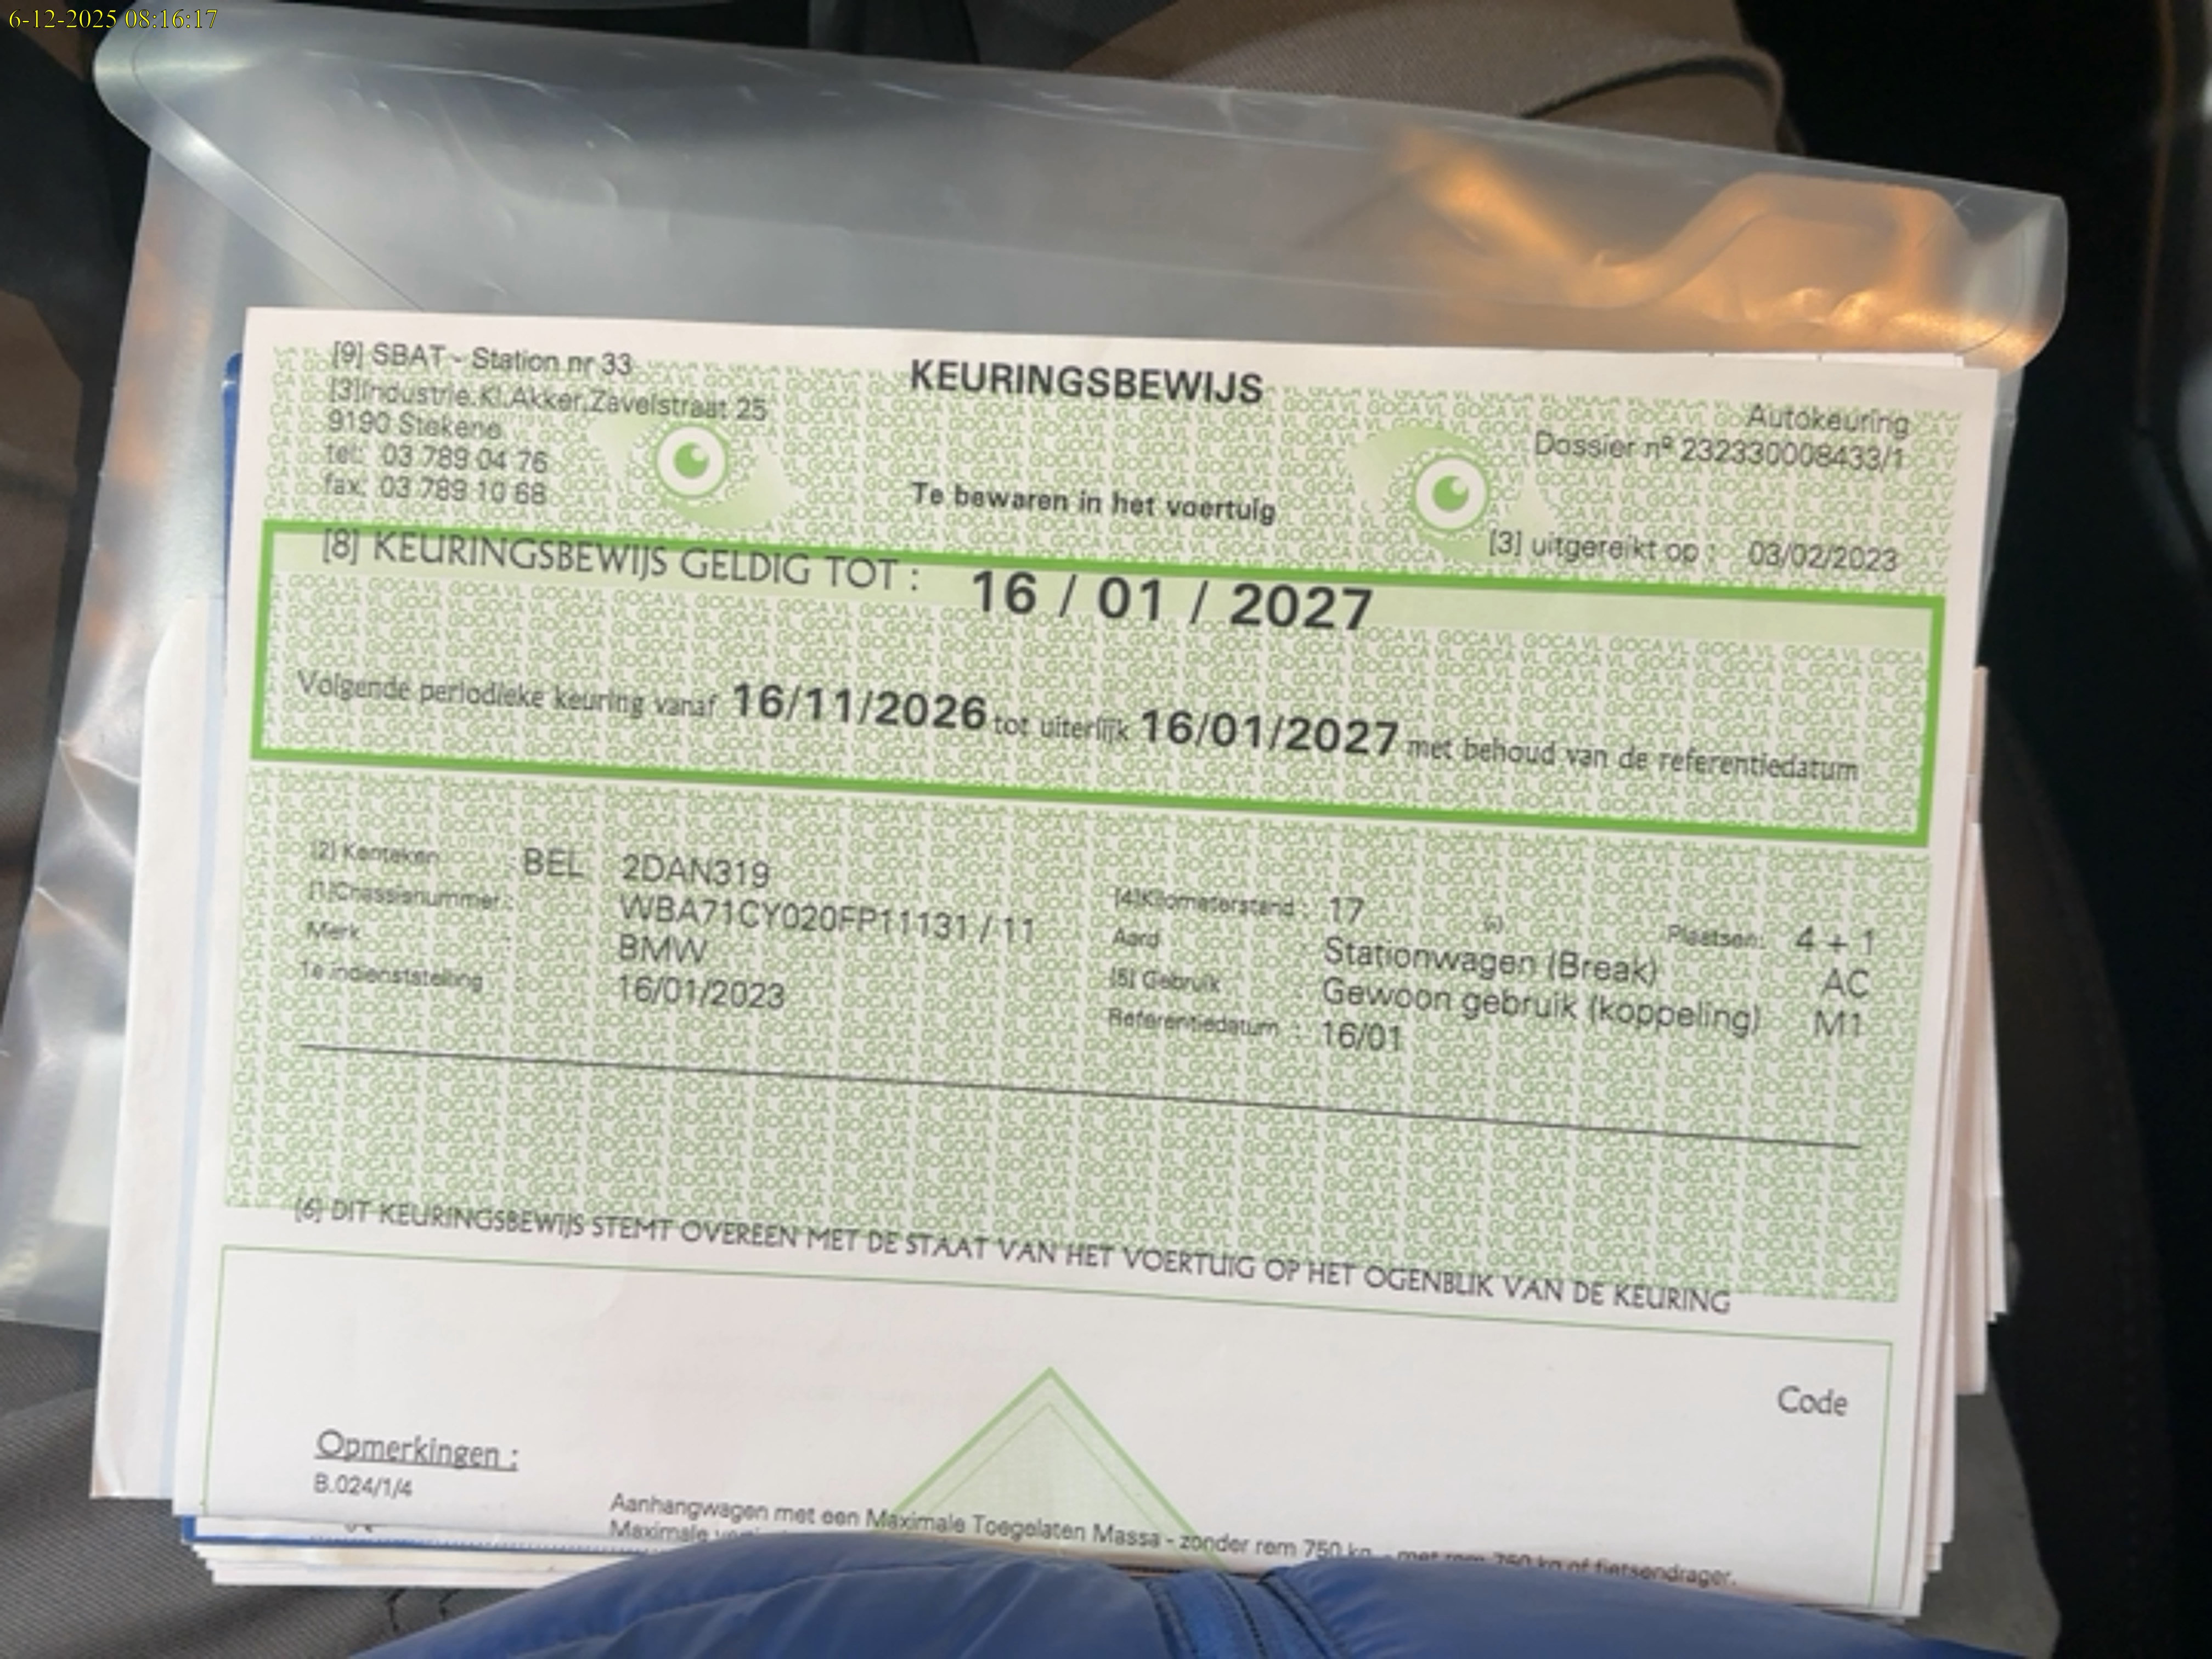 6-12-2025 08:16:17
[9] SBAT - Station nr 33
[3]Industrie.Kl.Akker,Zavelstraat 25
9190 Stekene
tel: 03 789 04 76
fax: 03 789 10 68
KEURINGSBEWIJS
Te bewaren in het voertuig
Autokeuring
Dossier nº 232330008433/1
[3] uitgereikt op : 03/02/2023
[8] KEURINGSBEWIJS GELDIG TOT : 16 / 01 / 2027
Volgende periodieke keuring vanaf 16/11/2026 tot uiterlijk 16/01/2027 met behoud van de referentiedatum
[2] Kenteken BEL 2DAN319
[1]Chassisnummer : WBA71CY020FP11131 / 11
Merk : BMW
1e indienststelling : 16/01/2023
[4]Kilometerstand : 17 Plaatsen: 4 + 1
Aard : Stationwagen (Break) AC
[5] Gebruik : Gewoon gebruik (koppeling) M1
Referentiedatum : 16/01
[6] DIT KEURINGSBEWIJS STEMT OVEREEN MET DE STAAT VAN HET VOERTUIG OP HET OGENBLIK VAN DE KEURING
Code
Opmerkingen :
B.024/1/4
Aanhangwagen met een Maximale Toegelaten Massa - zonder rem 750 kg - met rem 750 kg of fietsendrager.
Maximale